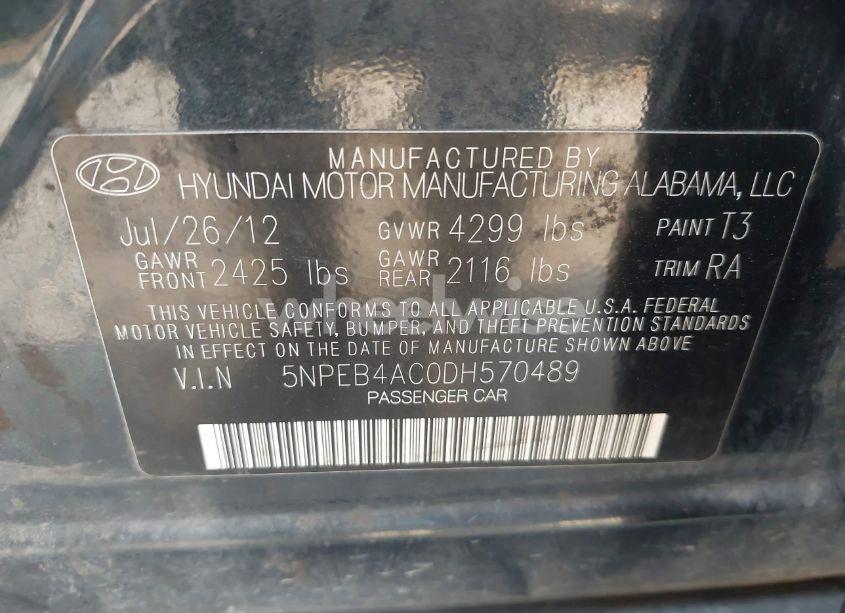 MANUFACTURED BY
HYUNDAI MOTOR MANUFACTURING ALABAMA, LLC
Jul/26/12 GVWR 4299 lbs PAINT T3
GAWR FRONT 2425 lbs GAWR REAR 2116 lbs TRIM RA
THIS VEHICLE CONFORMS TO ALL APPLICABLE U.S.A. FEDERAL
MOTOR VEHICLE SAFETY, BUMPER, AND THEFT PREVENTION STANDARDS
IN EFFECT ON THE DATE OF MANUFACTURE SHOWN ABOVE
V.I.N 5NPEB4AC0DH570489
PASSENGER CAR